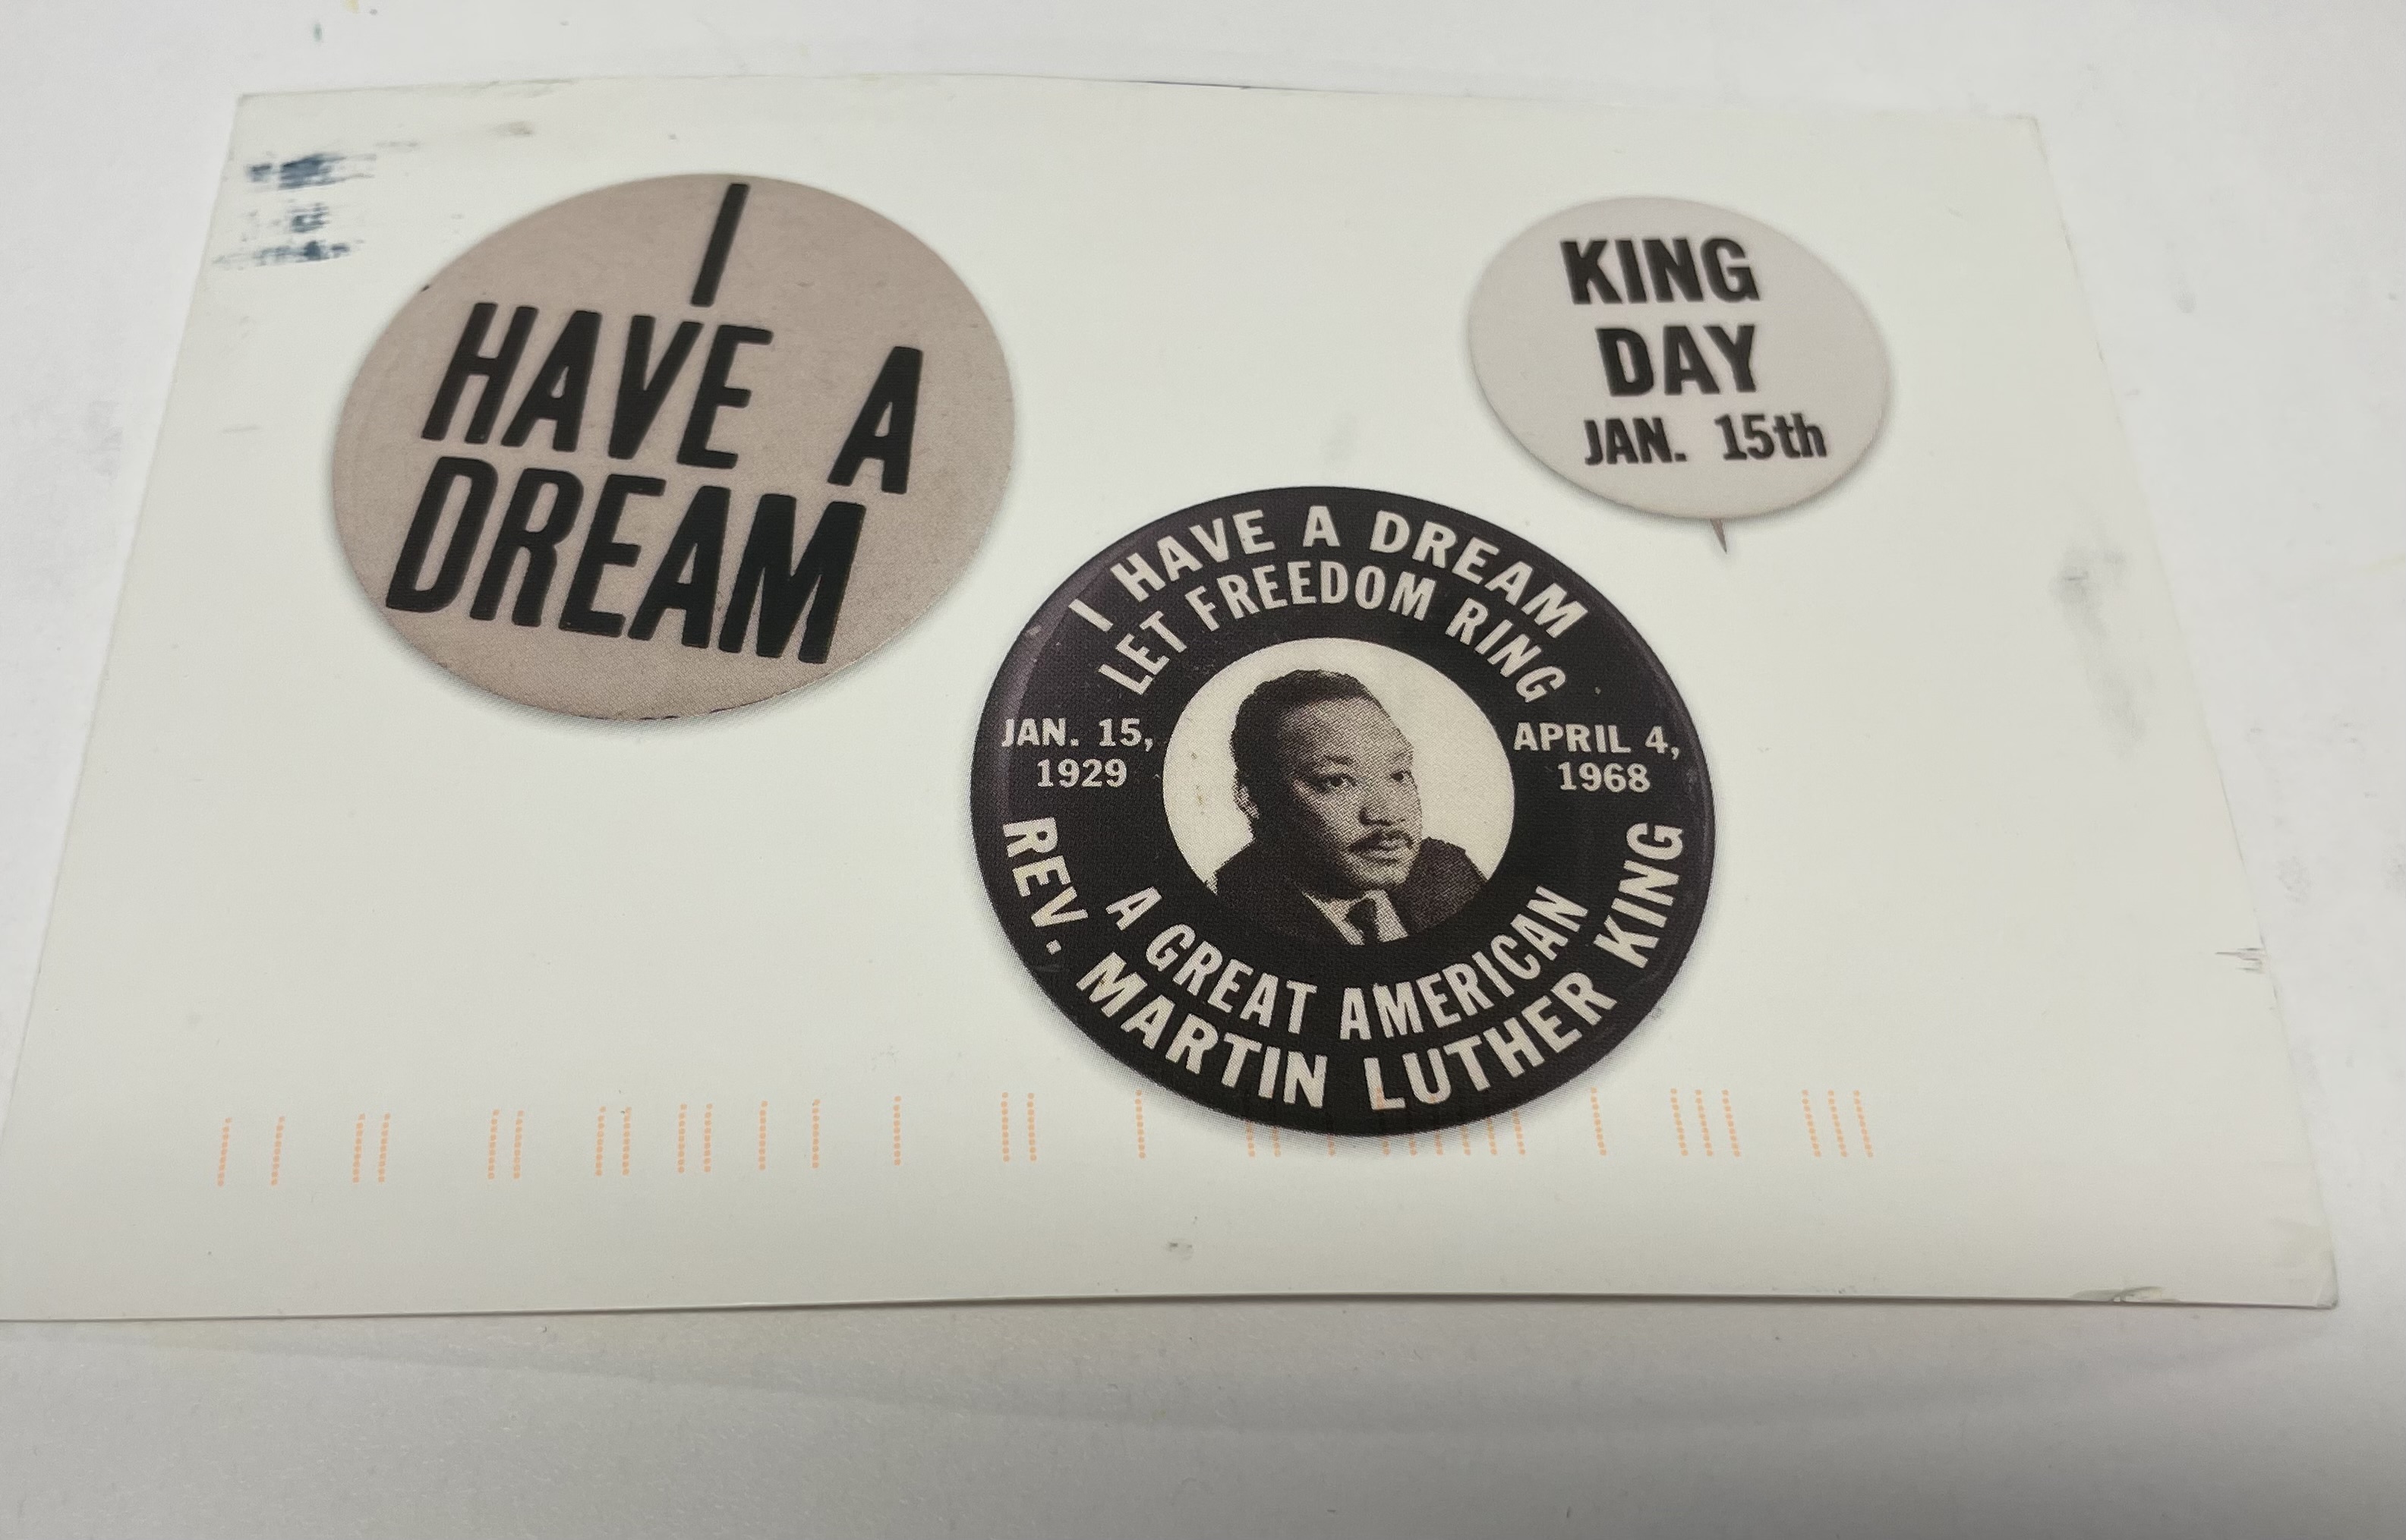 I
HAVE A
DREAM
KING
DAY
JAN. 15th
I HAVE A DREAM
LET FREEDOM RING
JAN. 15,
1929
APRIL 4,
1968
A GREAT AMERICAN
REV. MARTIN LUTHER KING